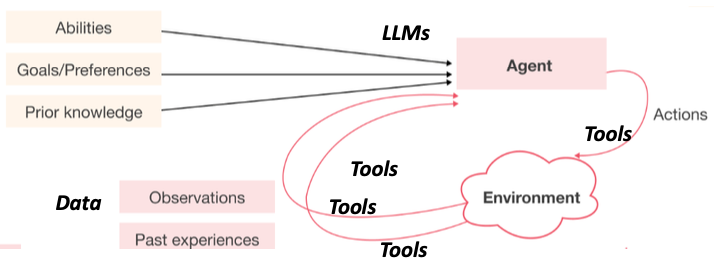 Abilities
LLMs
Goals/Preferences
Agent
Prior knowledge
Actions
Tools
Tools
Data
Observations
Tools
Environment
Past experiences
Tools